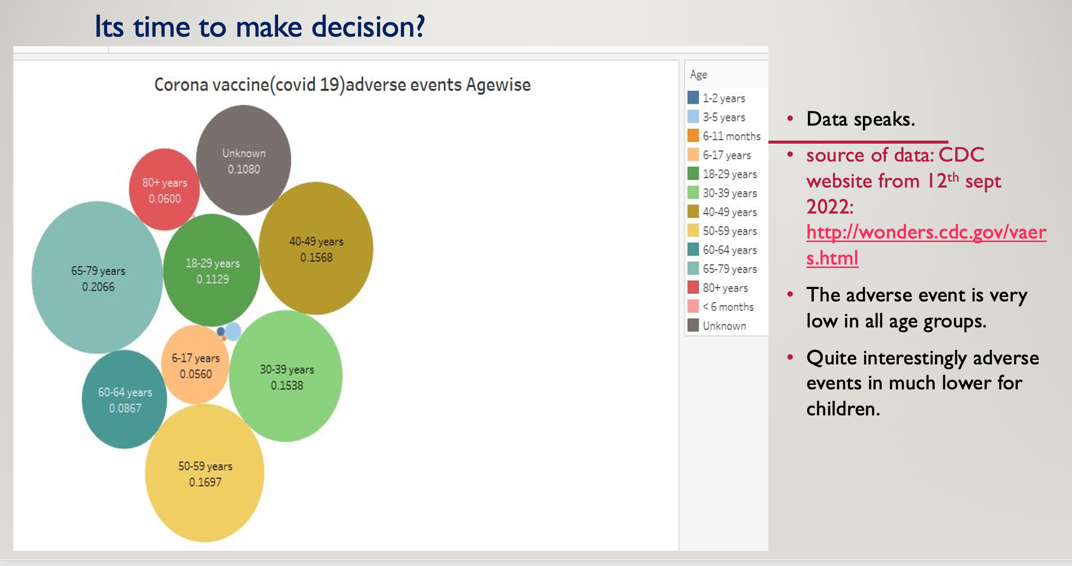 Its time to make decision?
Corona vaccine(covid 19)adverse events Agewise
Unknown
0.1080
80+ years
0.0600
40-49 years
0.1568
65-79 years
0.2066
18-29 years
0.1129
6-17 years
0.0560
30-39 years
0.1538
60-64 years
0.0867
50-59 years
0.1697
Age
1-2 years
3-5 years
6-11 months
6-17 years
18-29 years
30-39 years
40-49 years
50-59 years
60-64 years
65-79 years
80+ years
< 6 months
Unknown
• Data speaks.
• source of data: CDC
website from 12th sept
2022:
http://wonders.cdc.gov/vaer
s.html
• The adverse event is very
low in all age groups.
• Quite interestingly adverse
events in much lower for
children.